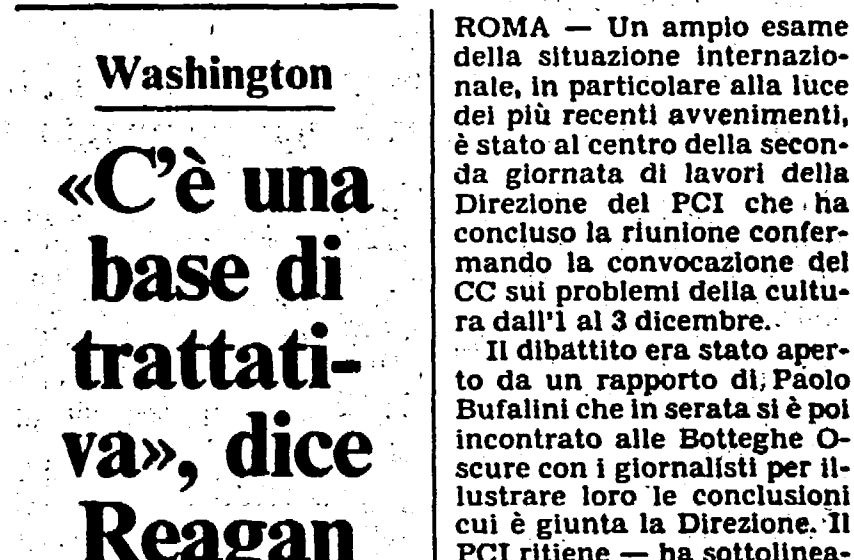 Washington
«C'è una
base di
trattati-
va», dice
Reagan
ROMA — Un ampio esame
della situazione internazio-
nale, in particolare alla luce
dei più recenti avvenimenti,
è stato al centro della secon-
da giornata di lavori della
Direzione del PCI che ha
concluso la riunione confer-
mando la convocazione del
CC sui problemi della cultu-
ra dall'1 al 3 dicembre.
Il dibattito era stato aper-
to da un rapporto di Paolo
Bufalini che in serata si è poi
incontrato alle Botteghe O-
scure con i giornalisti per il-
lustrare loro le conclusioni
cui è giunta la Direzione. Il
PCI ritiene — ha sottolinea-